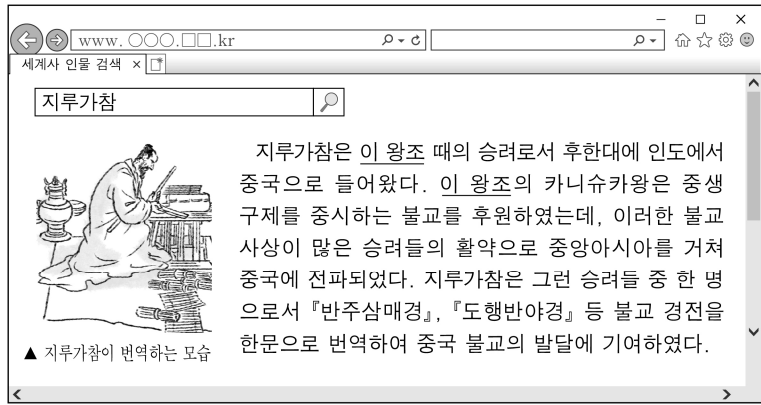 www. ○○○.□□.kr
세계사 인물 검색 ×
지루가참
지루가참은 이 왕조 때의 승려로서 후한대에 인도에서
중국으로 들어왔다. 이 왕조의 카니슈카왕은 중생
구제를 중시하는 불교를 후원하였는데, 이러한 불교
사상이 많은 승려들의 활약으로 중앙아시아를 거쳐
중국에 전파되었다. 지루가참은 그런 승려들 중 한 명
으로서 『반주삼매경』, 『도행반야경』 등 불교 경전을
한문으로 번역하여 중국 불교의 발달에 기여하였다.
▲ 지루가참이 번역하는 모습